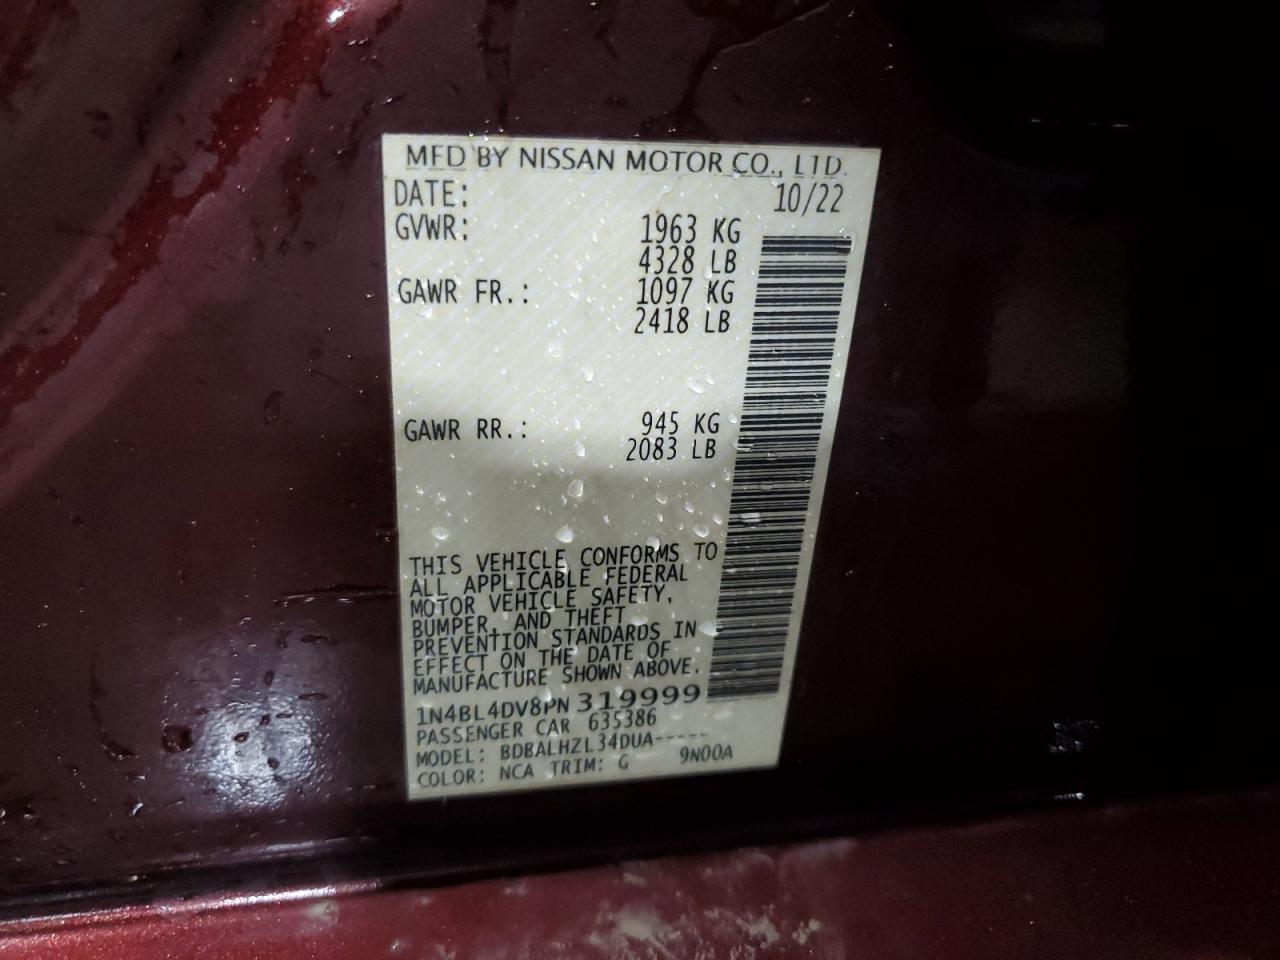 MFD BY NISSAN MOTOR CO., LTD.
DATE: 10/22
GVWR: 1963 KG
4328 LB
GAWR FR.: 1097 KG
2418 LB
GAWR RR.: 945 KG
2083 LB
THIS VEHICLE CONFORMS TO
ALL APPLICABLE FEDERAL
MOTOR VEHICLE SAFETY,
BUMPER, AND THEFT
PREVENTION STANDARDS IN
EFFECT ON THE DATE OF
MANUFACTURE SHOWN ABOVE.
1N4BL4DV8PN319999
PASSENGER CAR 635386
MODEL: BDBALHZL34DUA-----
COLOR: NCA TRIM: G 9N00A